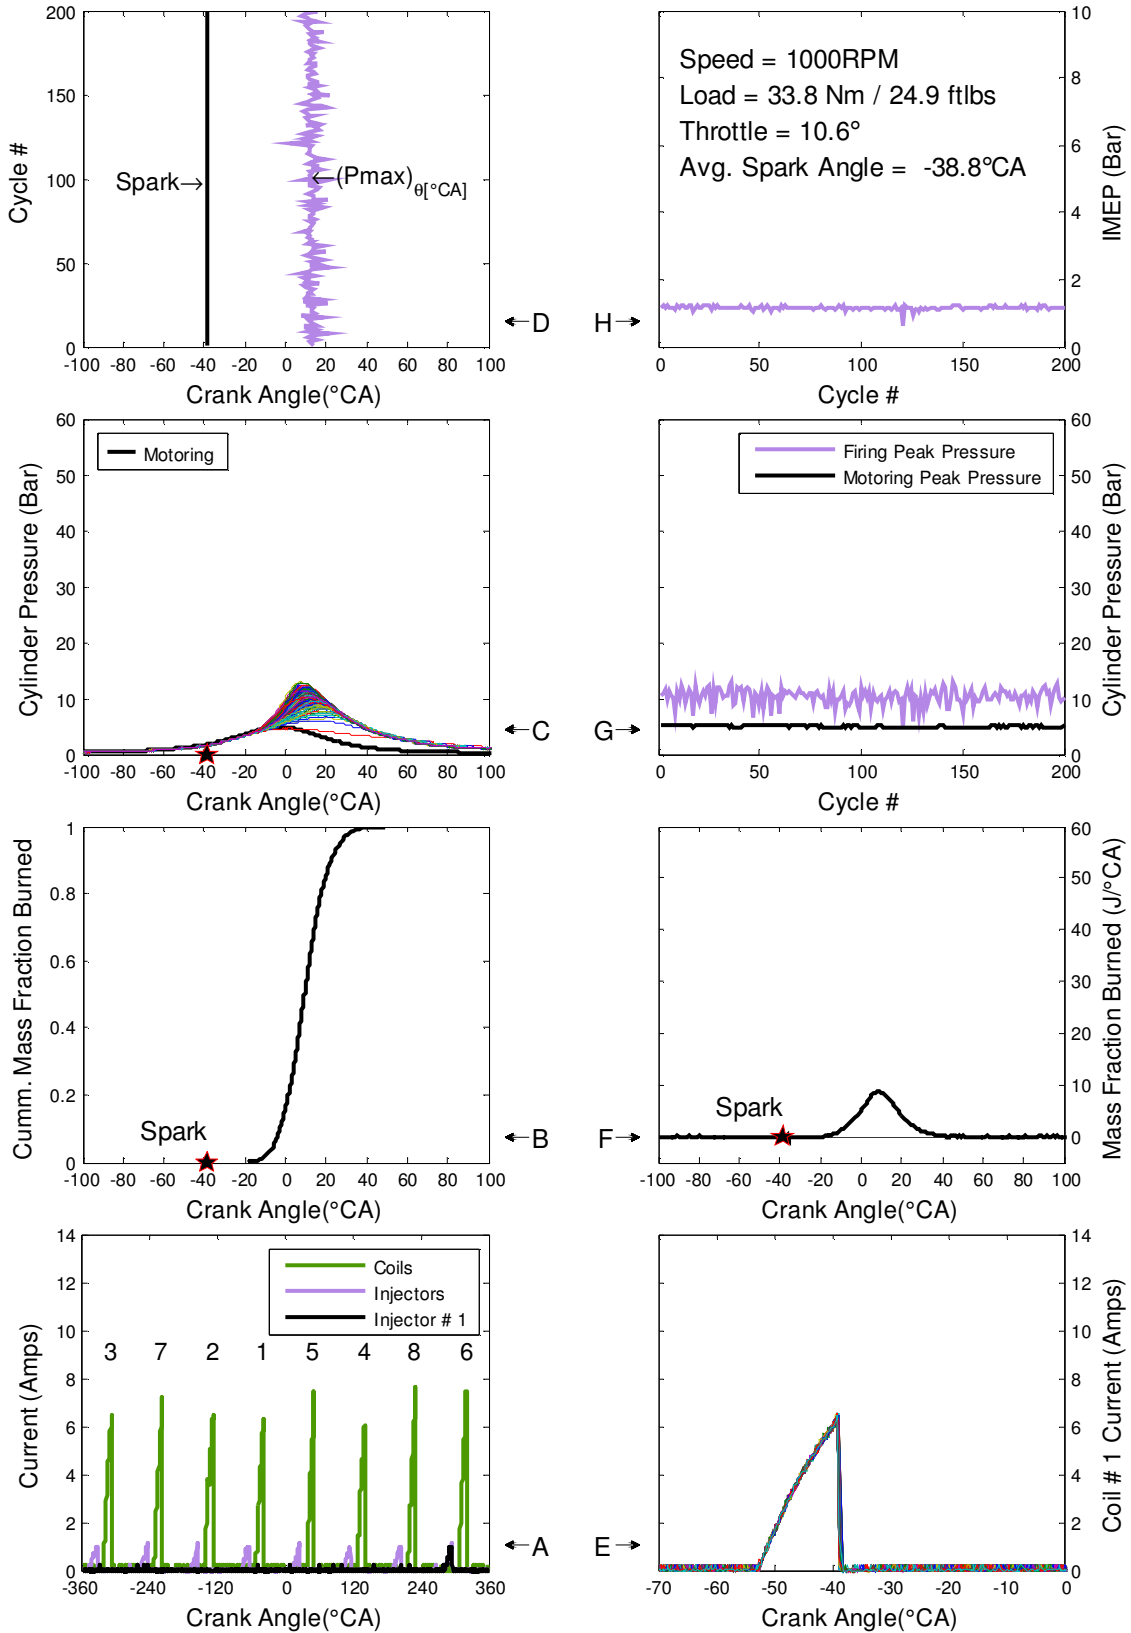 200
150
100
50
0
Cycle #
Spark→
←(Pmax)θ[°CA]
-100 -80 -60 -40 -20 0 20 40 60 80 100
Crank Angle(°CA)
← D
H →
Speed = 1000RPM
Load = 33.8 Nm / 24.9 ftlbs
Throttle = 10.6°
Avg. Spark Angle = -38.8°CA
10
8
6
4
2
0
IMEP (Bar)
0 50 100 150 200
Cycle #
60
50
40
30
20
10
0
Cylinder Pressure (Bar)
Motoring
-100 -80 -60 -40 -20 0 20 40 60 80 100
Crank Angle(°CA)
← C
G →
Firing Peak Pressure
Motoring Peak Pressure
60
50
40
30
20
10
0
Cylinder Pressure (Bar)
0 50 100 150 200
Cycle #
1
0.8
0.6
0.4
0.2
0
Cumm. Mass Fraction Burned
Spark
-100 -80 -60 -40 -20 0 20 40 60 80 100
Crank Angle(°CA)
← B
F →
Spark
60
50
40
30
20
10
0
Mass Fraction Burned (J/°CA)
-100 -80 -60 -40 -20 0 20 40 60 80 100
Crank Angle(°CA)
14
12
10
8
6
4
2
0
Current (Amps)
Coils
Injectors
Injector # 1
3 7 2 1 5 4 8 6
-360 -240 -120 0 120 240 360
Crank Angle(°CA)
← A
E →
14
12
10
8
6
4
2
0
Coil # 1 Current (Amps)
-70 -60 -50 -40 -30 -20 -10 0
Crank Angle(°CA)